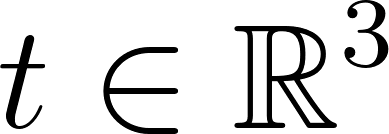 t ∈ ℝ³